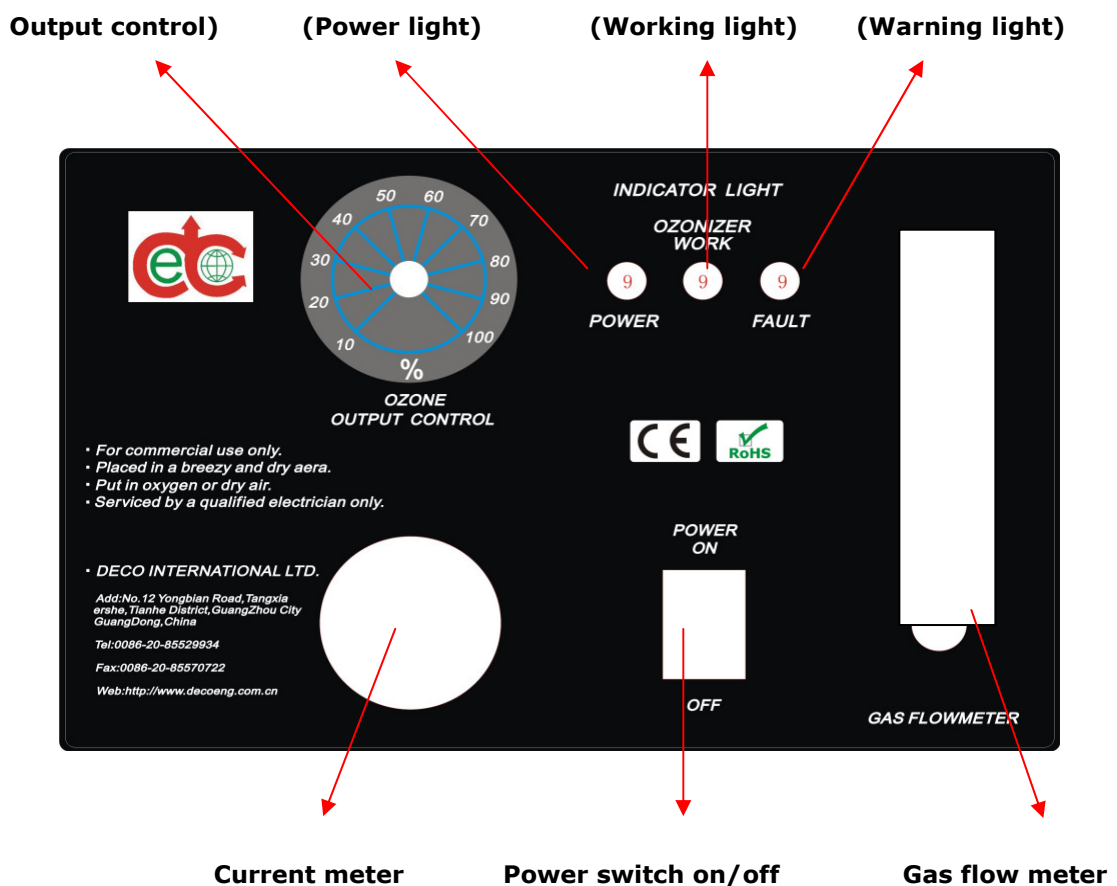 Output control)
(Power light)
(Working light)
(Warning light)
INDICATOR LIGHT
OZONIZER
WORK
9
9
9
POWER
FAULT
etc
10
20
30
40
50
60
70
80
90
100
%
OZONE
OUTPUT CONTROL
CE
RoHS
· For commercial use only.
· Placed in a breezy and dry aera.
· Put in oxygen or dry air.
· Serviced by a qualified electrician only.
POWER
ON
OFF
· DECO INTERNATIONAL LTD.
Add:No.12 Yongbian Road,Tangxia
ershe,Tianhe District,GuangZhou City
GuangDong,China
Tel:0086-20-85529934
Fax:0086-20-85570722
Web:http://www.decoeng.com.cn
GAS FLOWMETER
Current meter
Power switch on/off
Gas flow meter